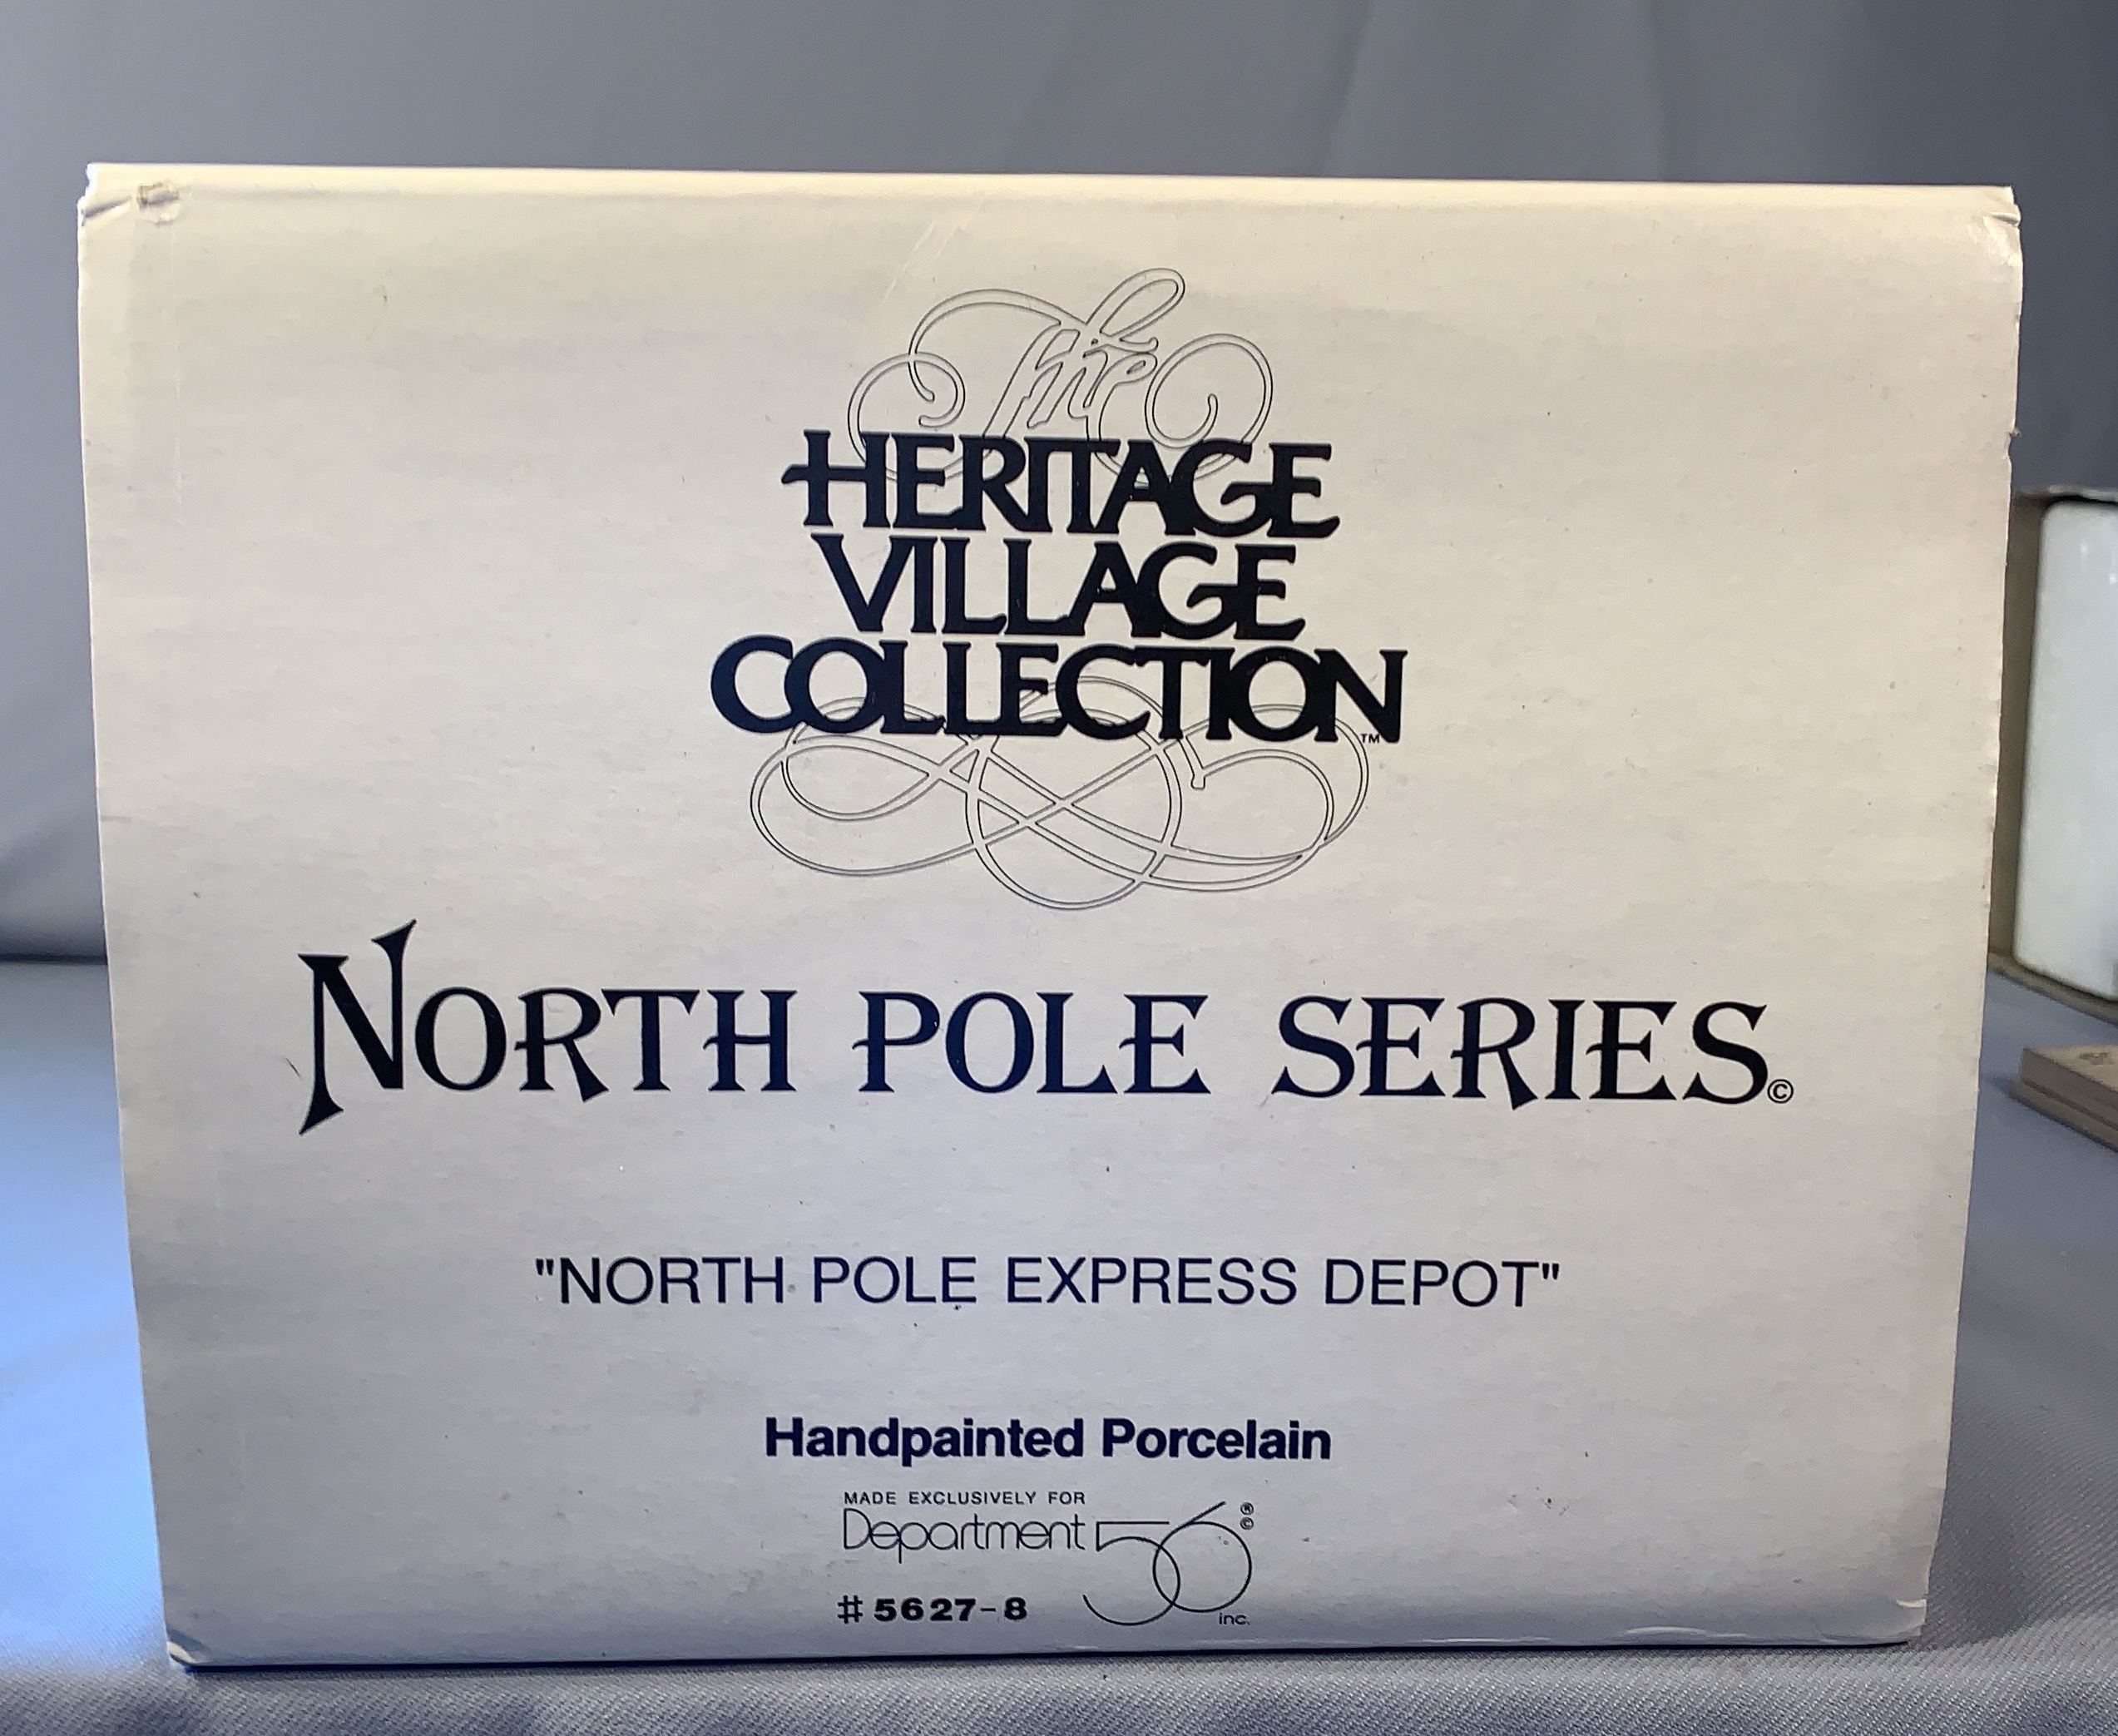 The
HERITAGE
VILLAGE
COLLECTION™
NORTH POLE SERIES©
"NORTH POLE EXPRESS DEPOT"
Handpainted Porcelain
MADE EXCLUSIVELY FOR
Department 56 ® ©
inc.
#5627-8